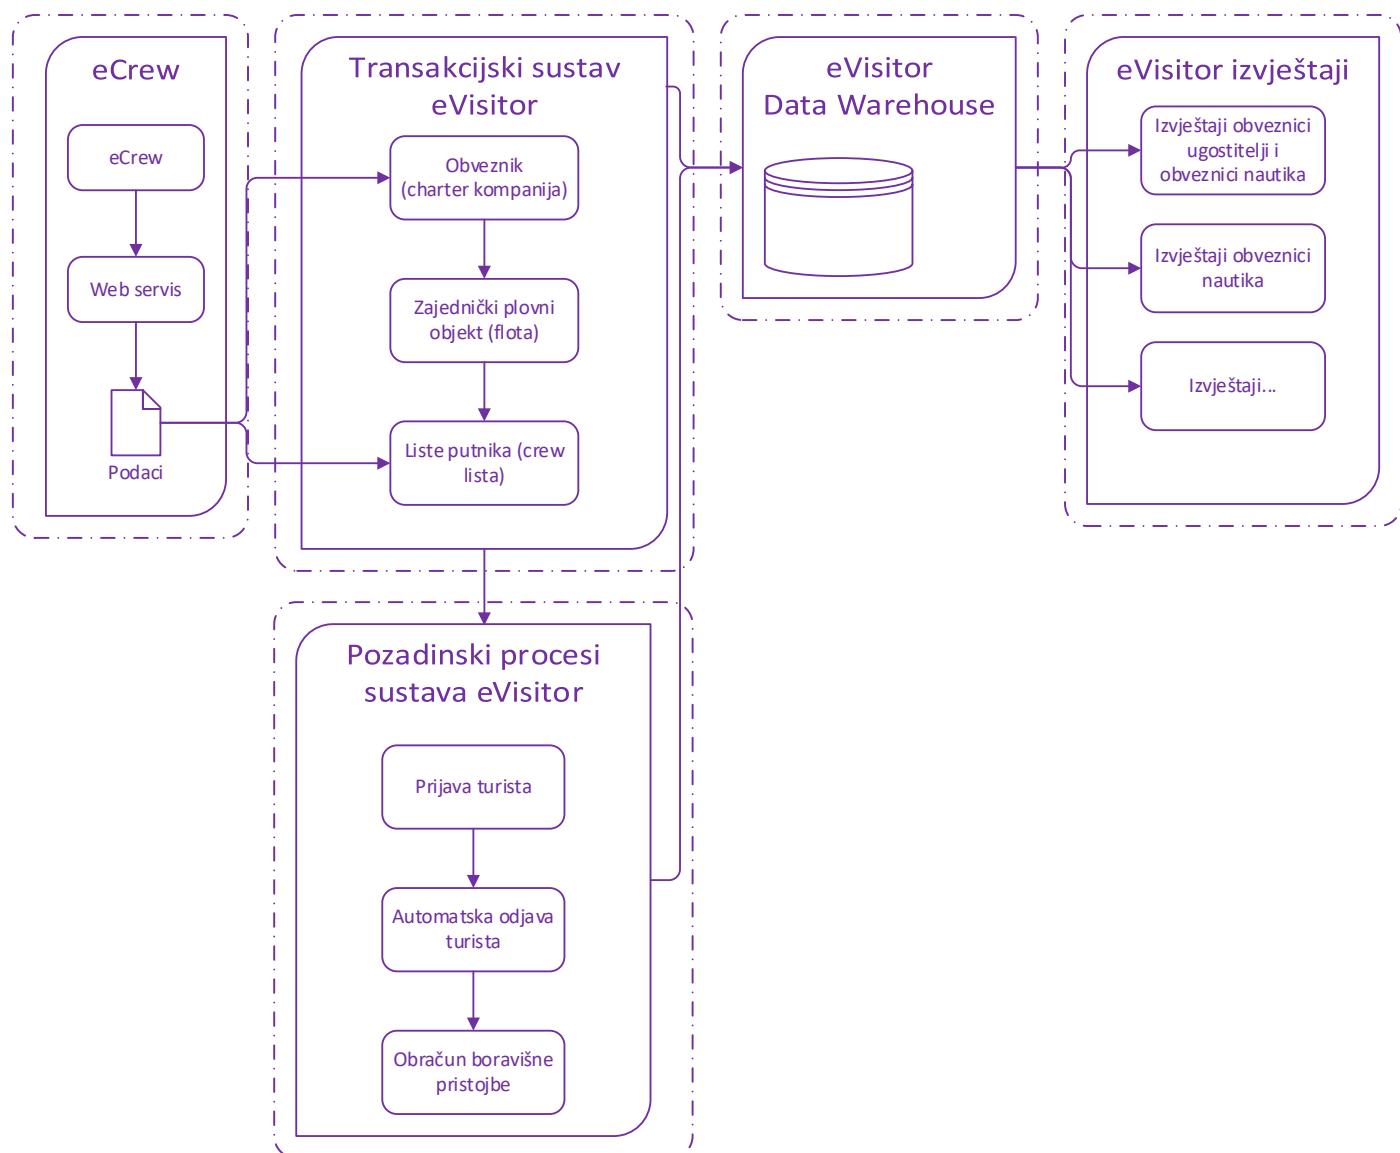 eCrew
eCrew
Web servis
Podaci
Transakcijski sustav
eVisitor
Obveznik
(charter kompanija)
Zajednički plovni
objekt (flota)
Liste putnika (crew
lista)
eVisitor
Data Warehouse
eVisitor izvještaji
Izvještaji obveznici
ugostitelji i
obveznici nautika
Izvještaji obveznici
nautika
Izvještaji...
Pozadinski procesi
sustava eVisitor
Prijava turista
Automatska odjava
turista
Obračun boravišne
pristojbe